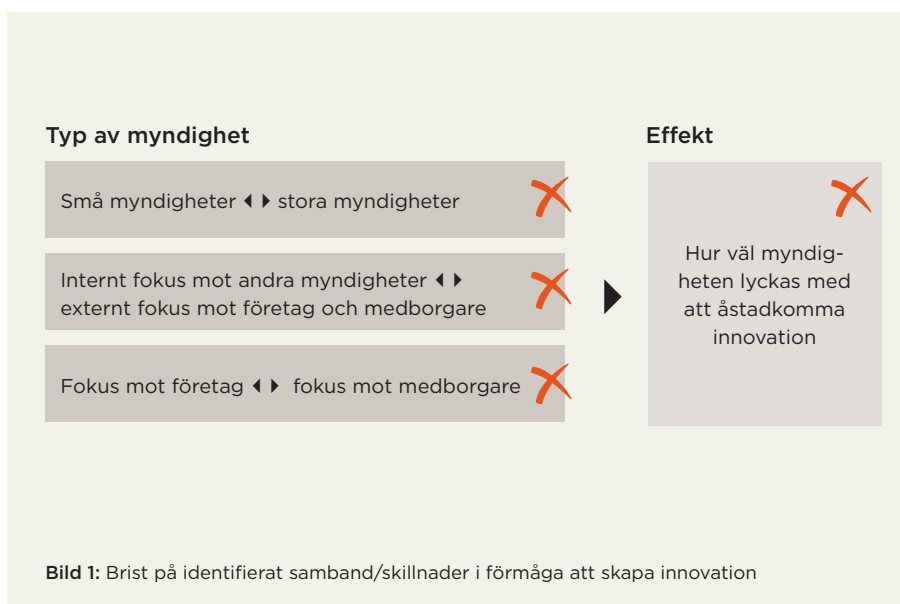 Typ av myndighet
Små myndigheter ◂ ▸ stora myndigheter
Internt fokus mot andra myndigheter ◂ ▸
externt fokus mot företag och medborgare
Fokus mot företag ◂ ▸ fokus mot medborgare
Effekt
Hur väl myndig-
heten lyckas med
att åstadkomma
innovation
Bild 1: Brist på identifierat samband/skillnader i förmåga att skapa innovation